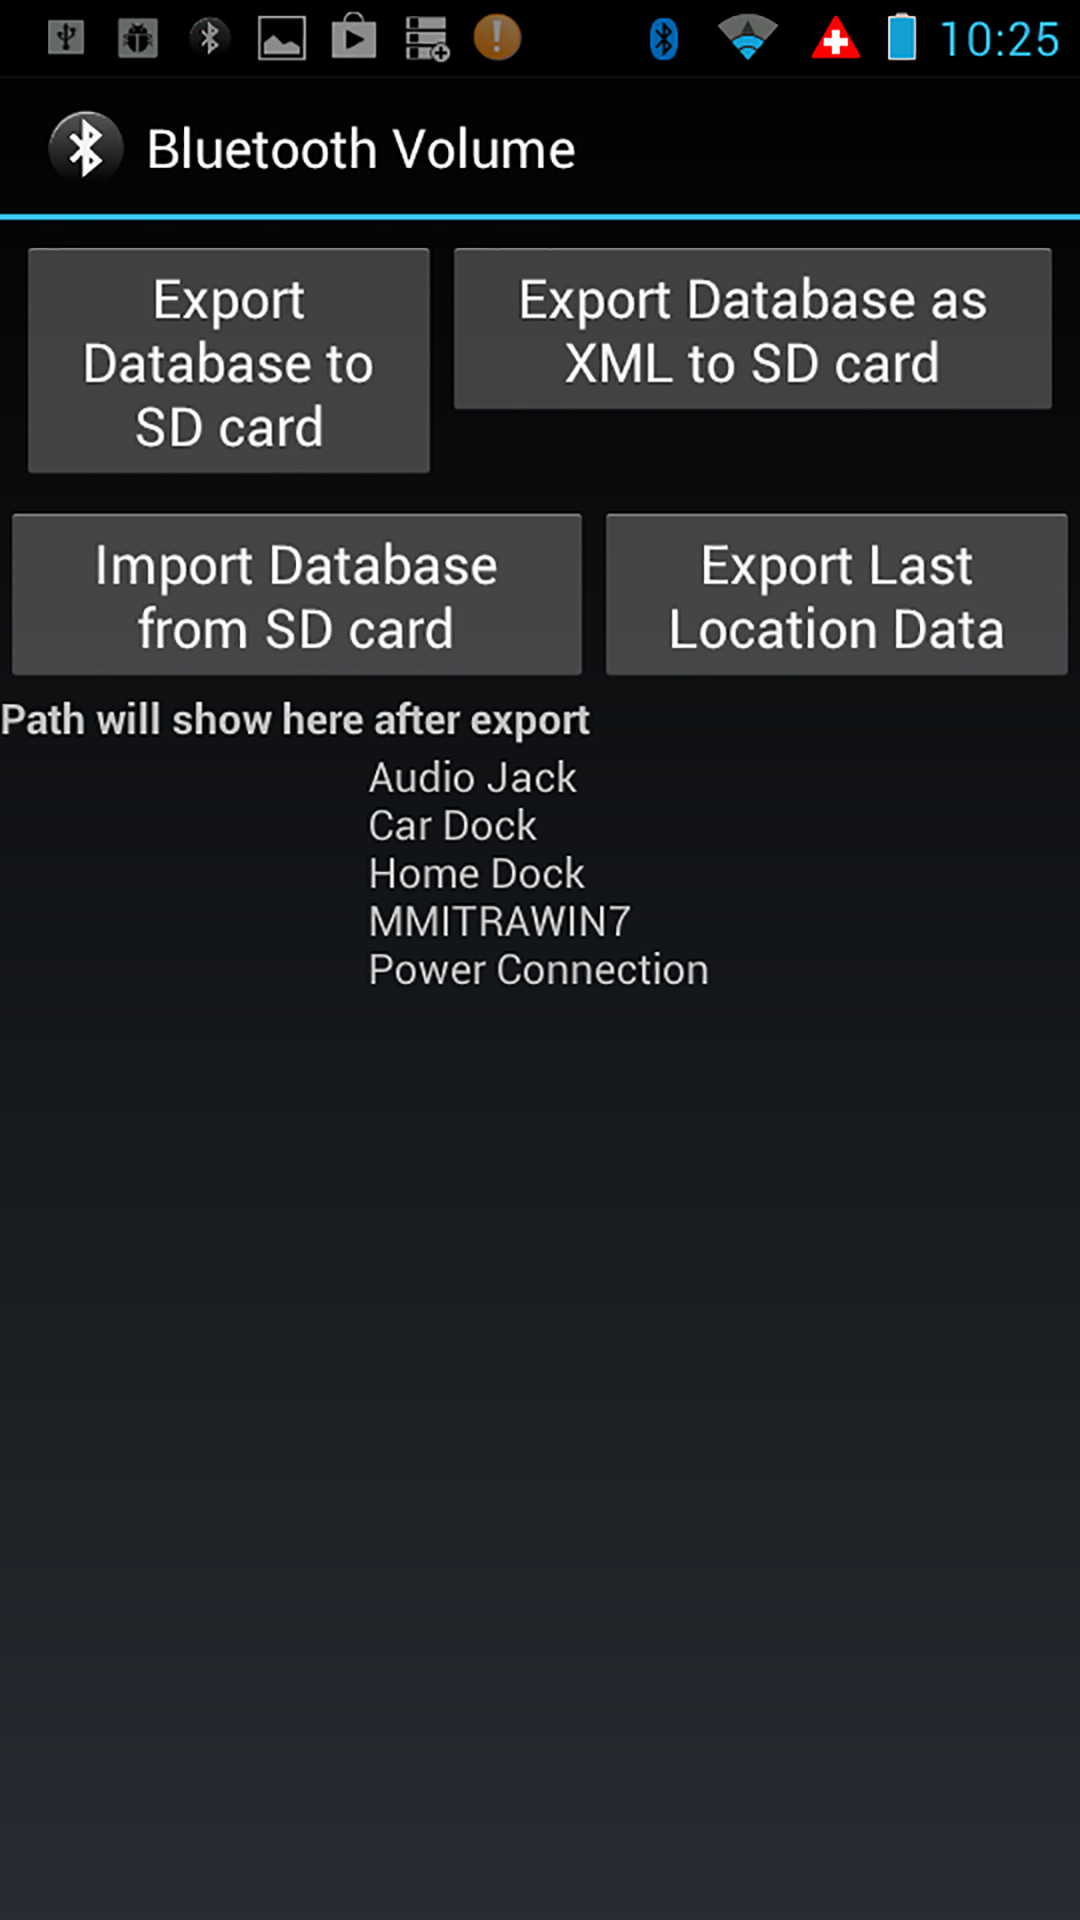 10:25
Bluetooth Volume
Export
Database to
SD card
Export Database as
XML to SD card
Import Database
from SD card
Export Last
Location Data
Path will show here after export
Audio Jack
Car Dock
Home Dock
MMITRAWIN7
Power Connection